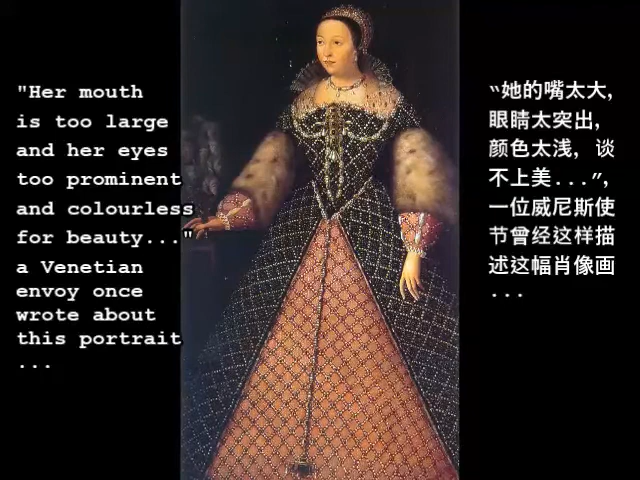 "Her mouth
is too large
and her eyes
too prominent
and colourless
for beauty..."
a Venetian
envoy once
wrote about
this portrait
...
“她的嘴太大,
眼睛太突出,
颜色太浅, 谈
不上美...”,
一位威尼斯使
节曾经这样描
述这幅肖像画
...